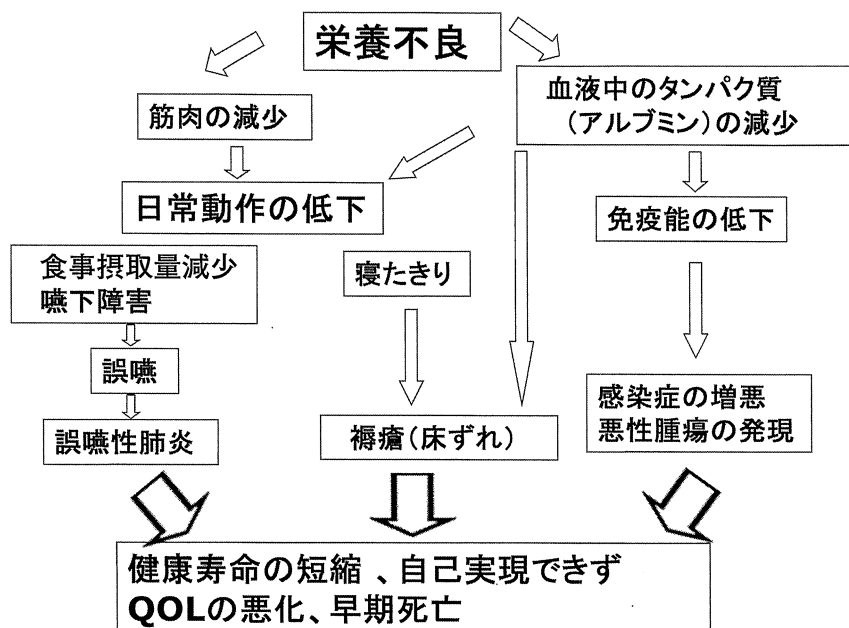 栄養不良
血液中のタンパク質
（アルブミン）の減少
筋肉の減少
日常動作の低下
免疫能の低下
食事摂取量減少
嚥下障害
寝たきり
誤嚥
感染症の増悪
悪性腫瘍の発現
誤嚥性肺炎
褥瘡（床ずれ）
健康寿命の短縮 、自己実現できず
QOLの悪化、早期死亡